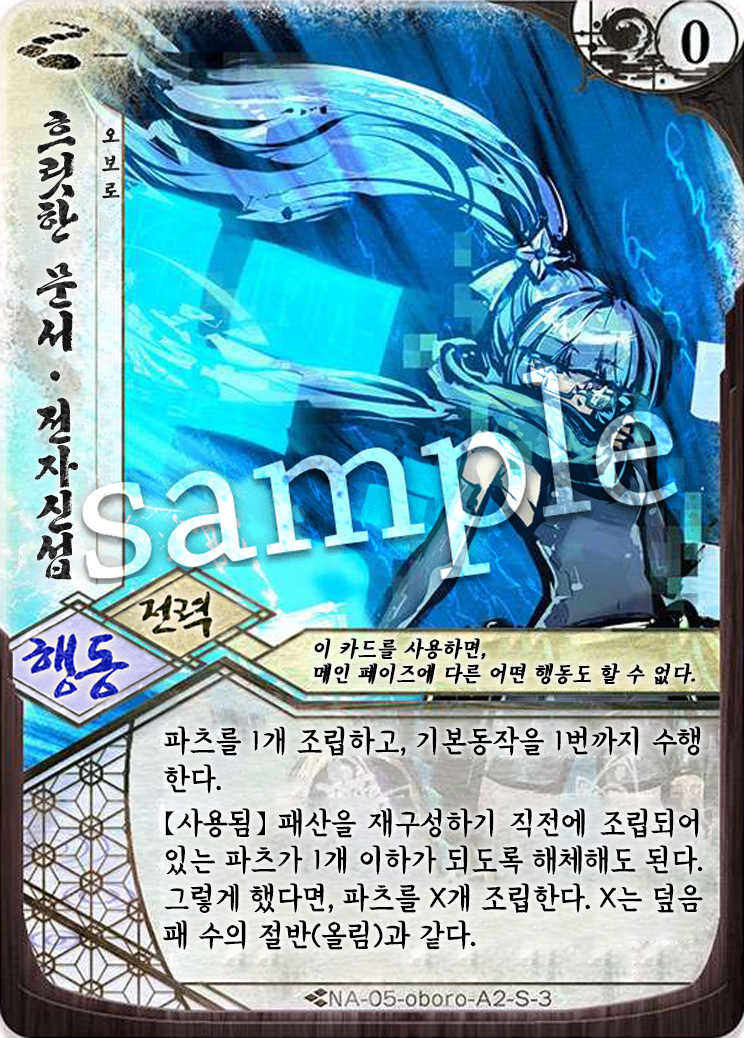 0
오보로
흐릿한 문서·전자신섬
sample
전력
행동
이 카드를 사용하면,
메인 페이즈에 다른 어떤 행동도 할 수 없다.
파츠를 1개 조립하고, 기본동작을 1번까지 수행
한다.
【사용됨】 패산을 재구성하기 직전에 조립되어
있는 파츠가 1개 이하가 되도록 해체해도 된다.
그렇게 했다면, 파츠를 X개 조립한다. X는 덮음
패 수의 절반(올림)과 같다.
NA-05-oboro-A2-S-3